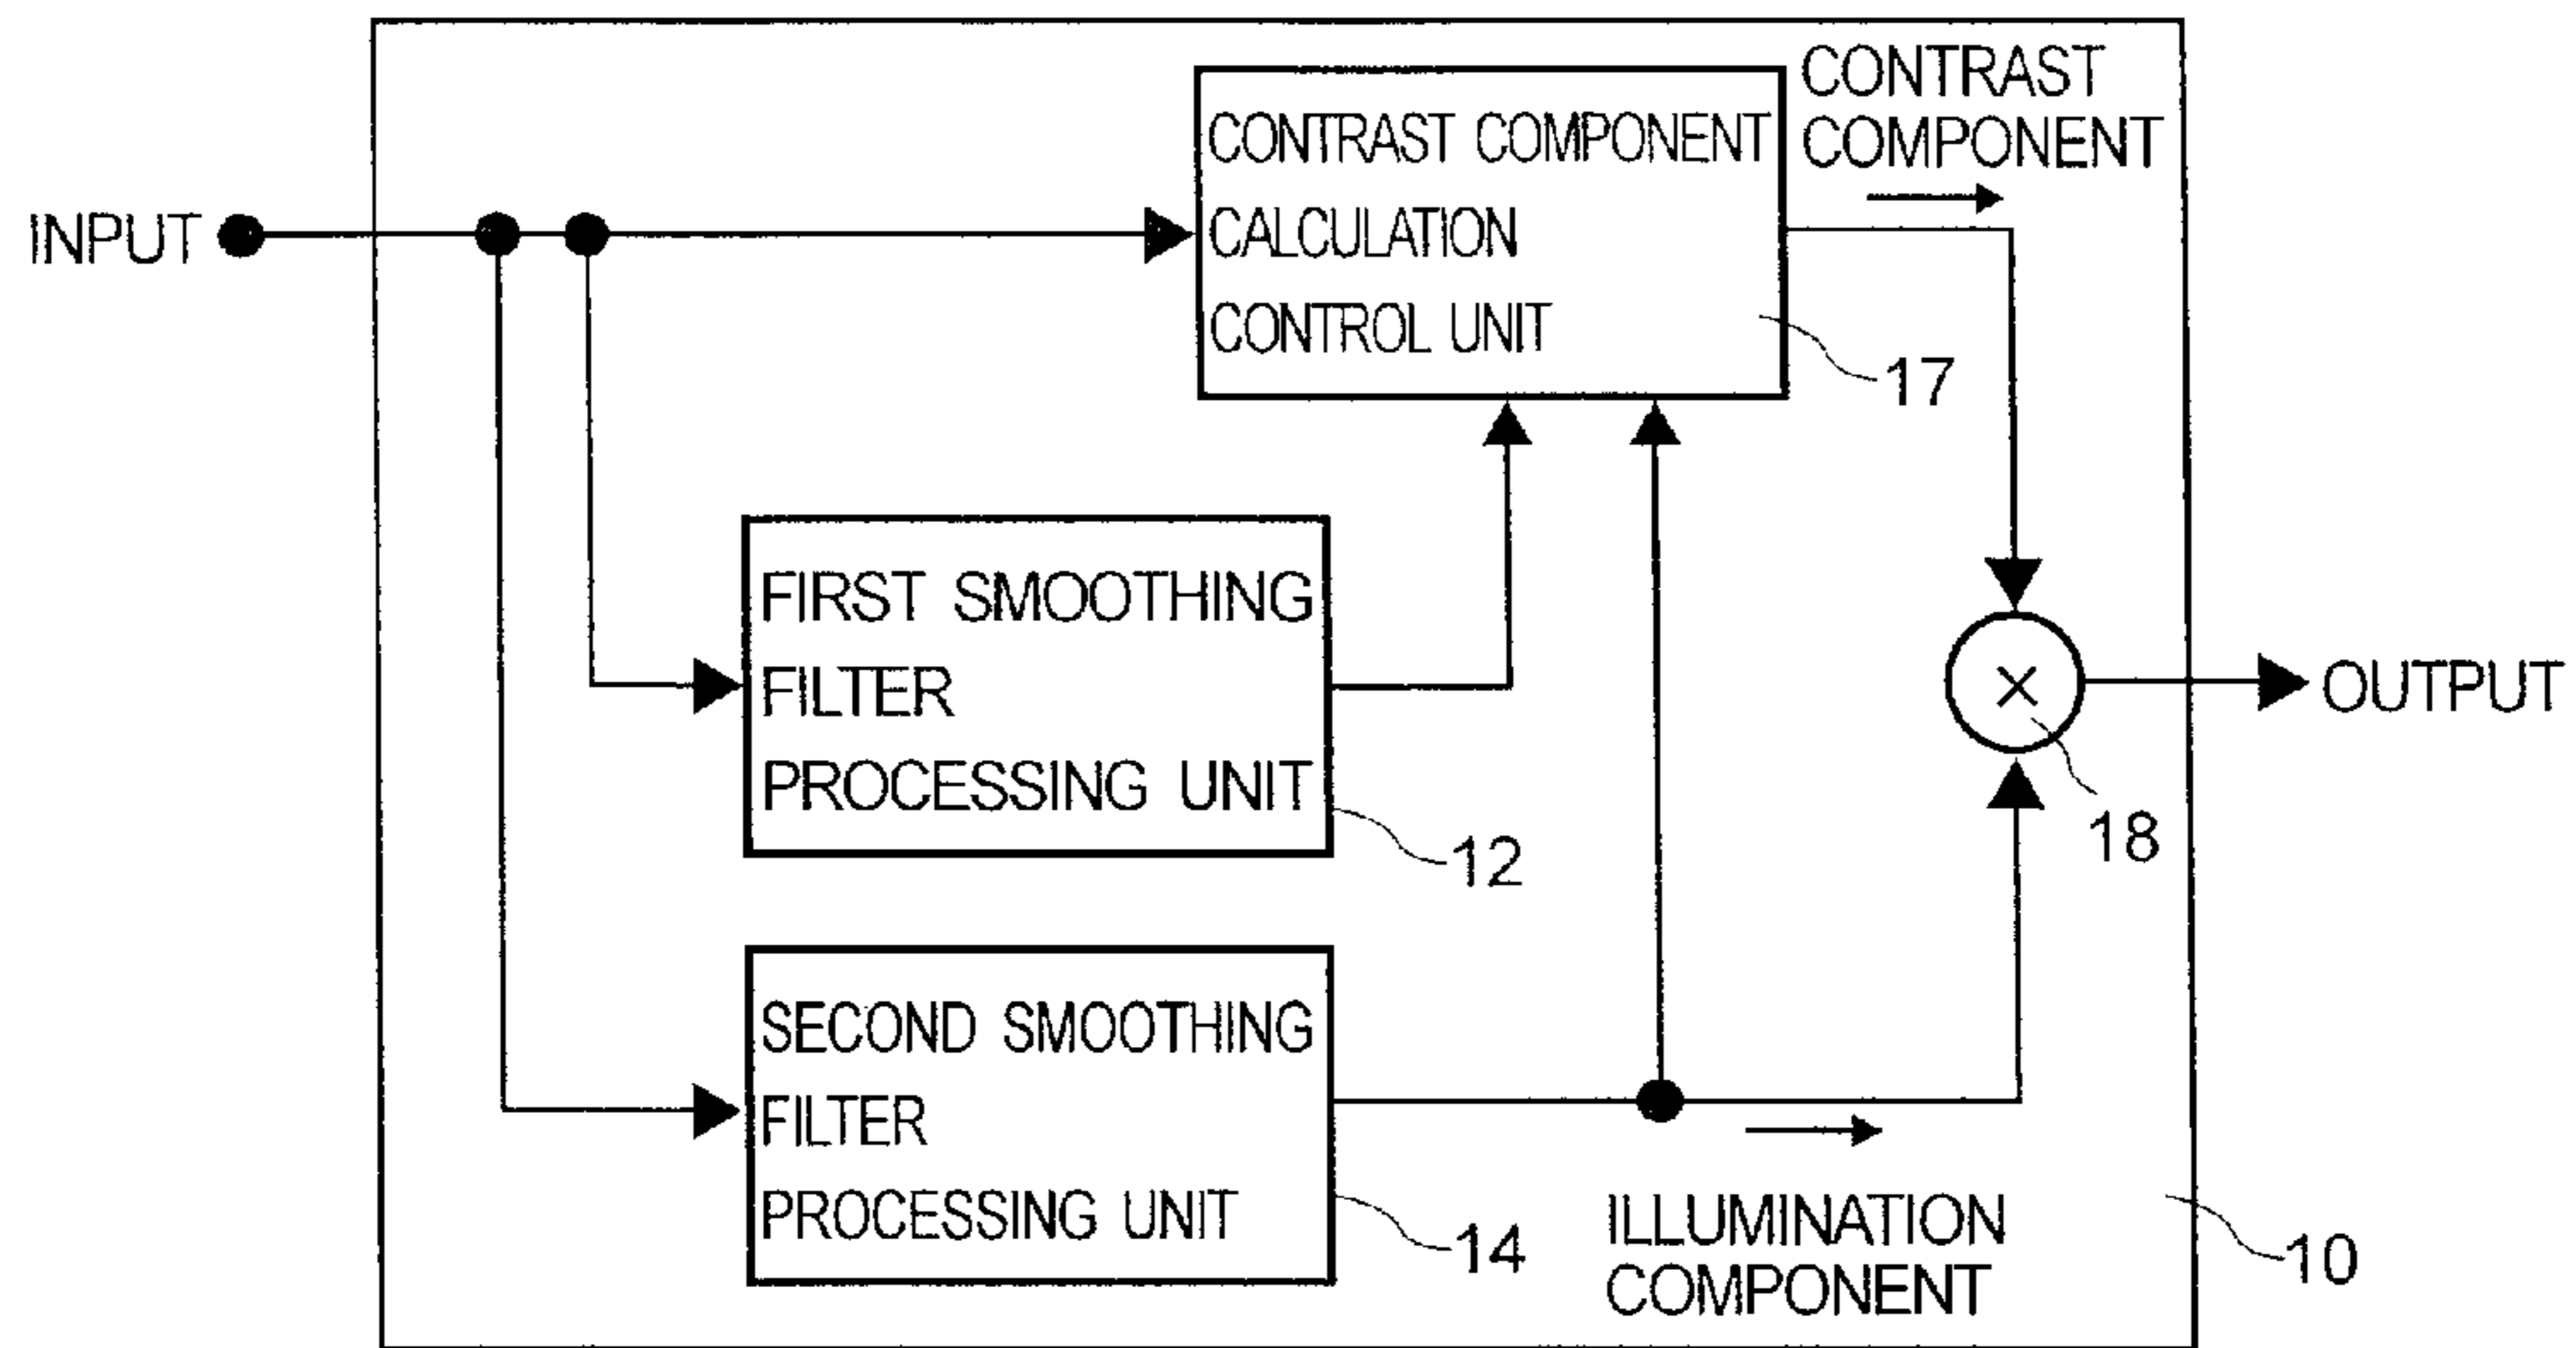 CONTRAST
COMPONENT
CONTRAST COMPONENT
CALCULATION
CONTROL UNIT
INPUT
17
FIRST SMOOTHING
FILTER
PROCESSING UNIT
12
×
OUTPUT
18
SECOND SMOOTHING
FILTER
PROCESSING UNIT
14
ILLUMINATION
COMPONENT
10